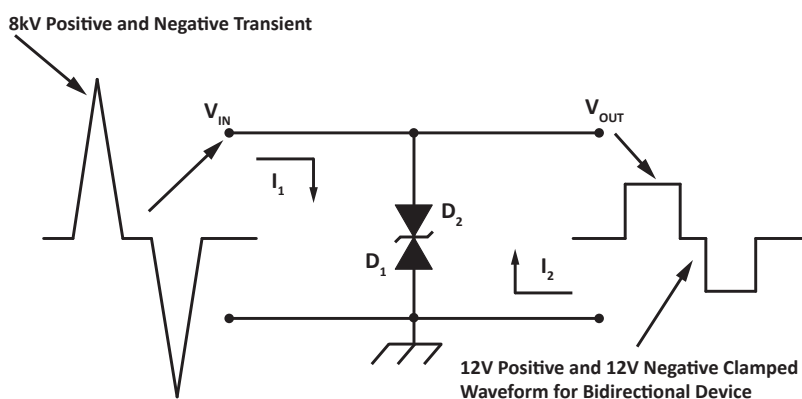 8kV Positive and Negative Transient
VIN
VOUT
I1
D2
D1
I2
12V Positive and 12V Negative Clamped
Waveform for Bidirectional Device